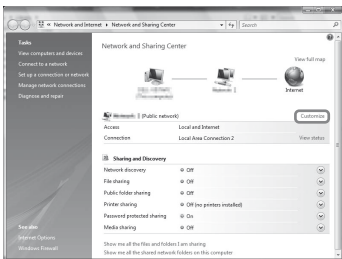 « Network and Internet ▸ Network and Sharing Center
Search
Tasks
View computers and devices
Connect to a network
Set up a connection or network
Manage network connections
Diagnose and repair
See also
Internet Options
Windows Firewall
Network and Sharing Center
View full map
(This computer)
Internet
(Public network)
Customize
Access Local and Internet
Connection Local Area Connection 2 View status
Sharing and Discovery
Network discovery Off
File sharing Off
Public folder sharing Off
Printer sharing Off (no printers installed)
Password protected sharing On
Media sharing Off
Show me all the files and folders I am sharing
Show me all the shared network folders on this computer